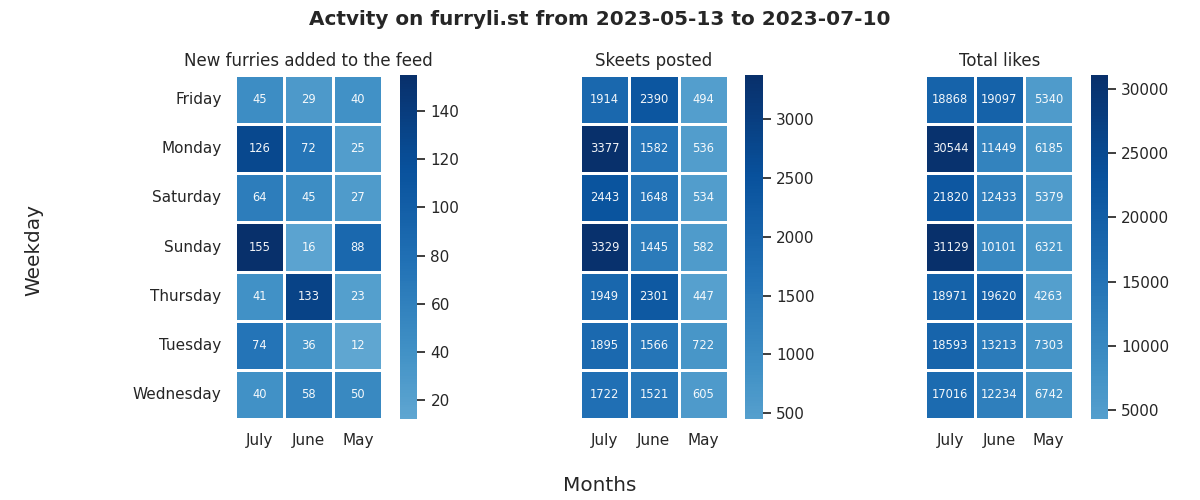 Actvity on furryli.st from 2023-05-13 to 2023-07-10
New furries added to the feed
Weekday
Friday 45 29 40
Monday 126 72 25
Saturday 64 45 27
Sunday 155 16 88
Thursday 41 133 23
Tuesday 74 36 12
Wednesday 40 58 50
July June May
140
120
100
80
60
40
20
Skeets posted
1914 2390 494
3377 1582 536
2443 1648 534
3329 1445 582
1949 2301 447
1895 1566 722
1722 1521 605
July June May
3000
2500
2000
1500
1000
500
Total likes
18868 19097 5340
30544 11449 6185
21820 12433 5379
31129 10101 6321
18971 19620 4263
18593 13213 7303
17016 12234 6742
July June May
30000
25000
20000
15000
10000
5000
Months